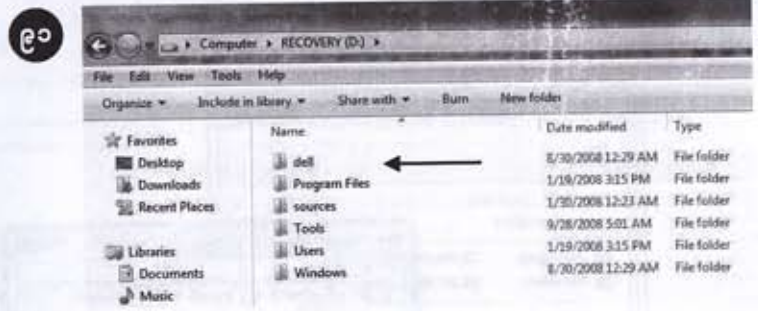 Computer RECOVERY (D:)
File Edit View Tools Help
Organize Include in library Share with Burn New folder
Name Date modified Type
Favorites
Desktop
Downloads
Recent Places
Libraries
Documents
Music
dell 8/30/2008 12:29 AM File folder
Program Files 1/19/2008 3:15 PM File folder
sources 1/30/2008 12:23 AM File folder
Tools 9/28/2008 5:01 AM File folder
Users 1/19/2008 3:15 PM File folder
Windows 8/30/2008 12:29 AM File folder